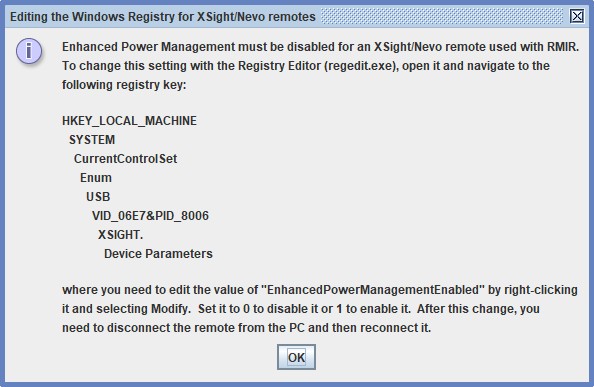 Editing the Windows Registry for XSight/Nevo remotes
Enhanced Power Management must be disabled for an XSight/Nevo remote used with RMIR.
To change this setting with the Registry Editor (regedit.exe), open it and navigate to the
following registry key:
HKEY_LOCAL_MACHINE
SYSTEM
CurrentControlSet
Enum
USB
VID_06E7&PID_8006
XSIGHT.
Device Parameters
where you need to edit the value of "EnhancedPowerManagementEnabled" by right-clicking
it and selecting Modify.  Set it to 0 to disable it or 1 to enable it.  After this change, you
need to disconnect the remote from the PC and then reconnect it.
OK